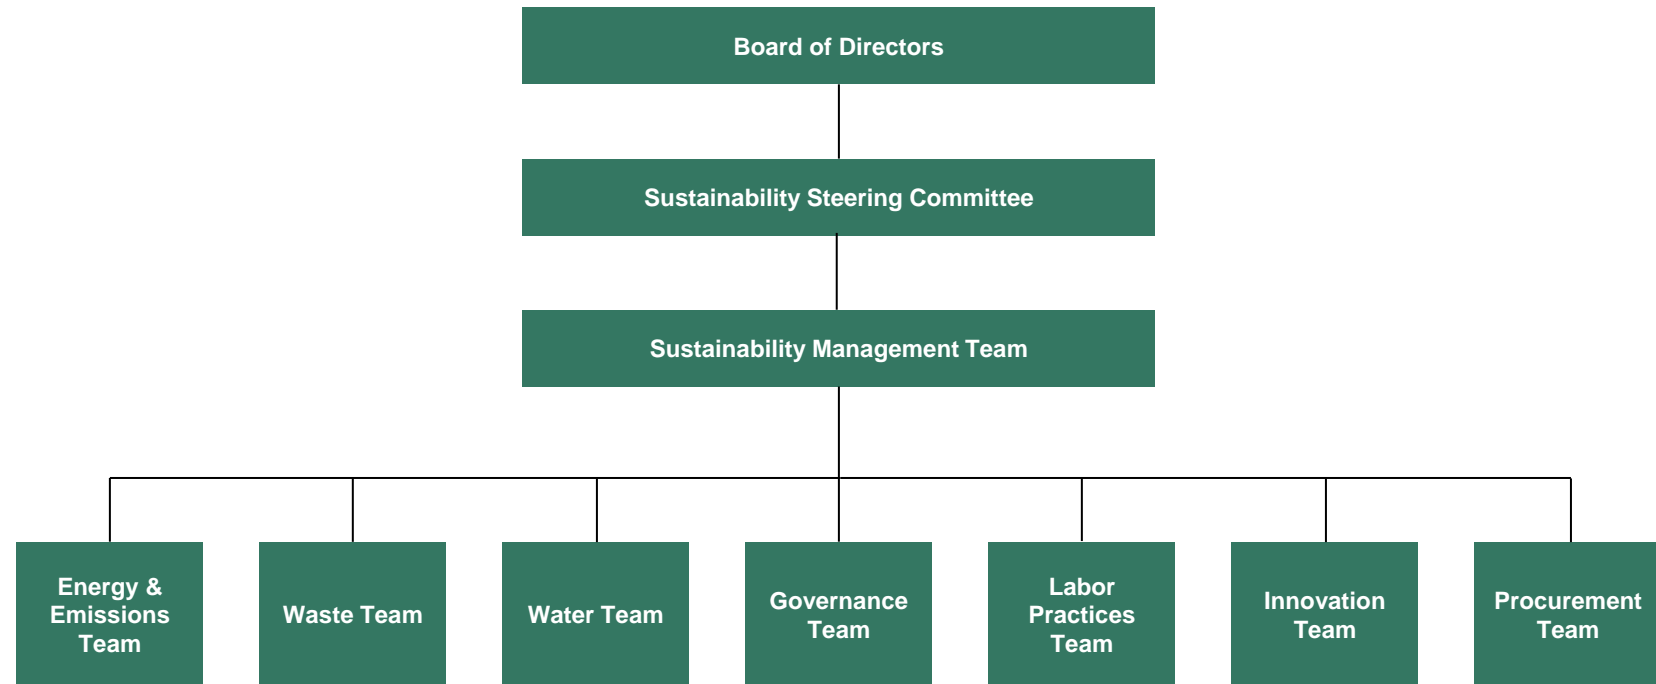 Board of Directors
Sustainability Steering Committee
Sustainability Management Team
Energy &
Emissions
Team
Waste Team
Water Team
Governance
Team
Labor
Practices
Team
Innovation
Team
Procurement
Team